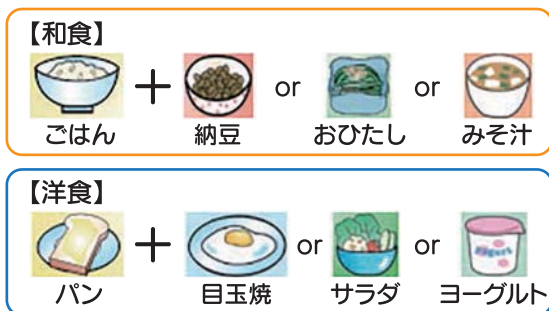 【和食】
+ or or
ごはん 納豆 おひたし みそ汁
【洋食】
+ or or
Yogurt
パン 目玉焼 サラダ ヨーグルト